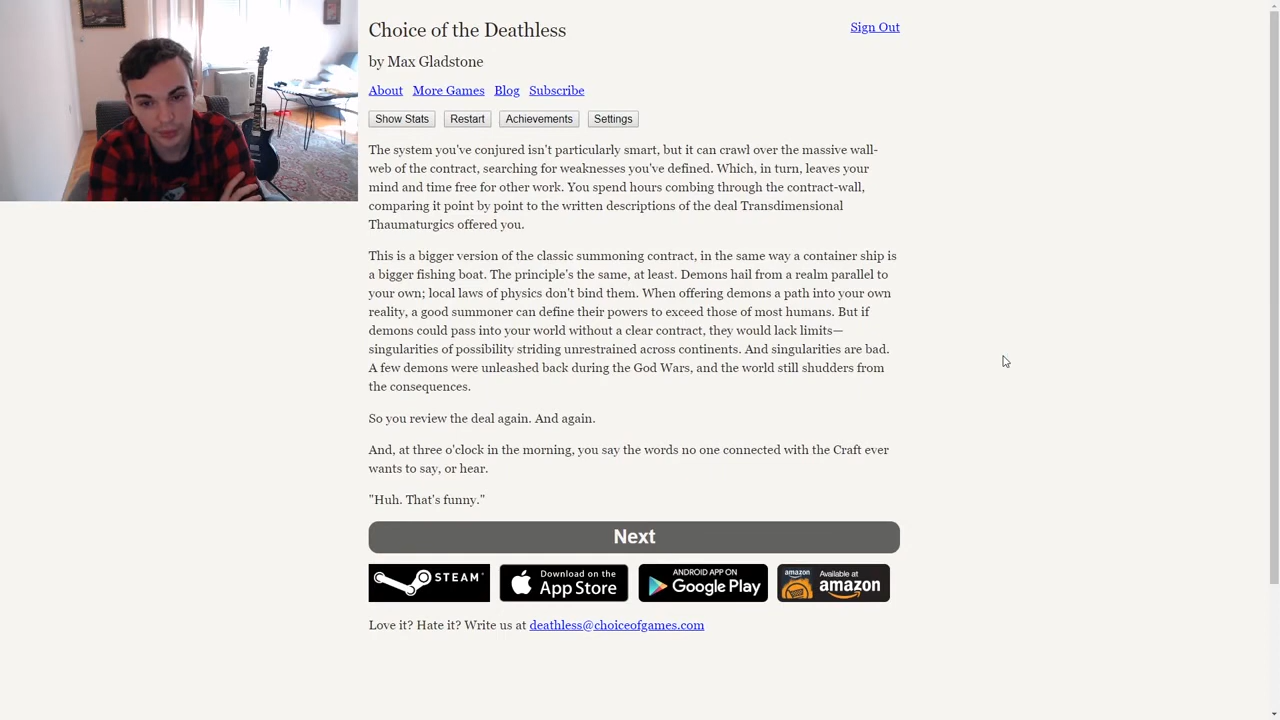 Choice of the Deathless
Sign Out
by Max Gladstone
About More Games Blog Subscribe
Show Stats Restart Achievements Settings
The system you've conjured isn't particularly smart, but it can crawl over the massive wall-
web of the contract, searching for weaknesses you've defined. Which, in turn, leaves your
mind and time free for other work. You spend hours combing through the contract-wall,
comparing it point by point to the written descriptions of the deal Transdimensional
Thaumaturgics offered you.
This is a bigger version of the classic summoning contract, in the same way a container ship is
a bigger fishing boat. The principle's the same, at least. Demons hail from a realm parallel to
your own; local laws of physics don't bind them. When offering demons a path into your own
reality, a good summoner can define their powers to exceed those of most humans. But if
demons could pass into your world without a clear contract, they would lack limits—
singularities of possibility striding unrestrained across continents. And singularities are bad.
A few demons were unleashed back during the God Wars, and the world still shudders from
the consequences.
So you review the deal again. And again.
And, at three o'clock in the morning, you say the words no one connected with the Craft ever
wants to say, or hear.
"Huh. That's funny."
Next
STEAM
Download on the
App Store
ANDROID APP ON
Google Play
amazon
Available at
amazon
Love it? Hate it? Write us at deathless@choiceofgames.com